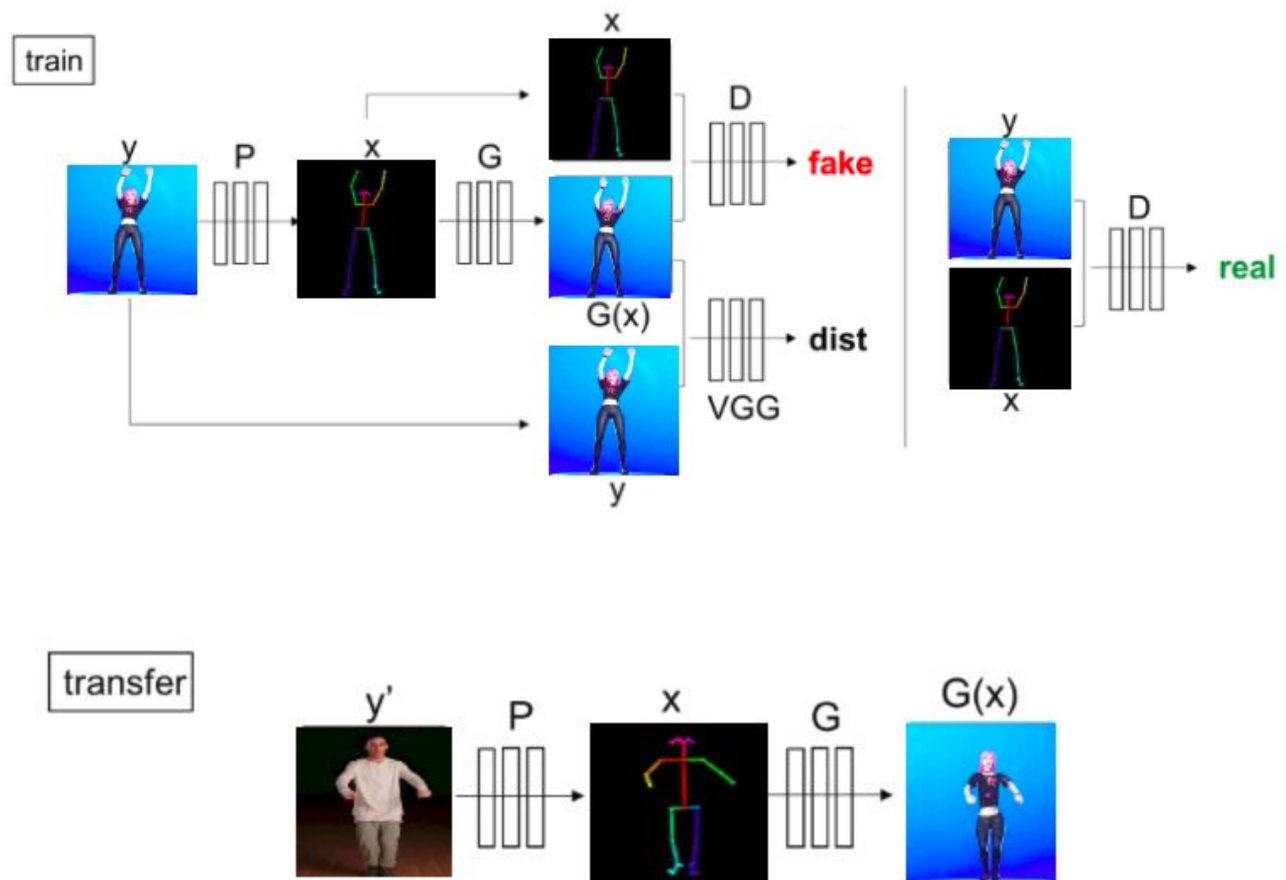 train
x
D
y
P
x
G
fake
y
D
real
G(x)
dist
VGG
x
y
transfer
y'
P
x
G
G(x)